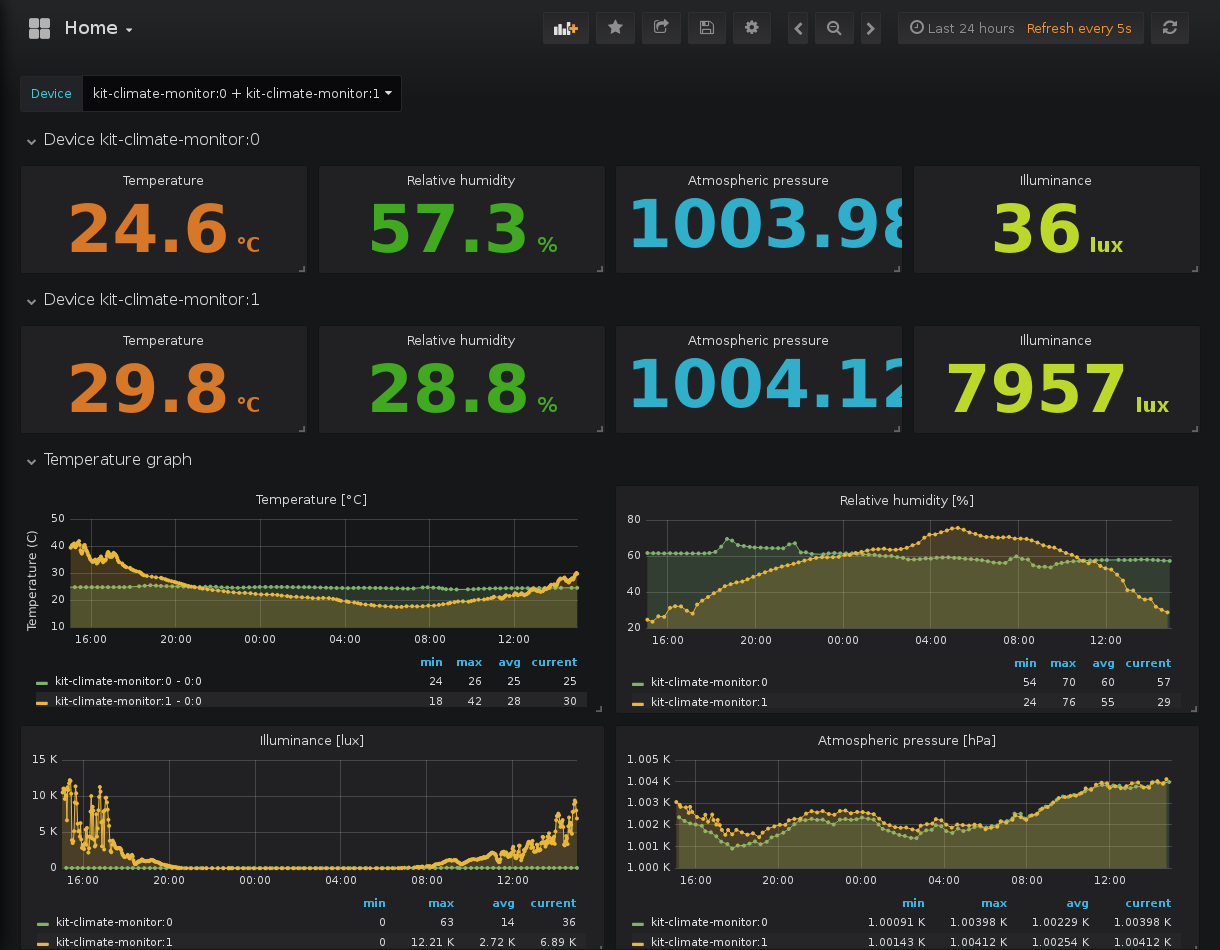 Home
Last 24 hours Refresh every 5s
Device kit-climate-monitor:0 + kit-climate-monitor:1
Device kit-climate-monitor:0
Temperature Relative humidity Atmospheric pressure Illuminance
24.6 °C 57.3 % 1003.98 36 lux
Device kit-climate-monitor:1
Temperature Relative humidity Atmospheric pressure Illuminance
29.8 °C 28.8 % 1004.12 7957 lux
Temperature graph
Temperature [°C]
Temperature (C)
50
40
30
20
10
16:00 20:00 00:00 04:00 08:00 12:00
min max avg current
kit-climate-monitor:0 - 0:0 24 26 25 25
kit-climate-monitor:1 - 0:0 18 42 28 30
Relative humidity [%]
80
60
40
20
16:00 20:00 00:00 04:00 08:00 12:00
min max avg current
kit-climate-monitor:0 54 70 60 57
kit-climate-monitor:1 24 76 55 29
Illuminance [lux]
15 K
10 K
5 K
0
16:00 20:00 00:00 04:00 08:00 12:00
min max avg current
kit-climate-monitor:0 0 63 14 36
kit-climate-monitor:1 0 12.21 K 2.72 K 6.89 K
Atmospheric pressure [hPa]
1.005 K
1.004 K
1.003 K
1.002 K
1.001 K
1.000 K
16:00 20:00 00:00 04:00 08:00 12:00
min max avg current
kit-climate-monitor:0 1.00091 K 1.00398 K 1.00229 K 1.00398 K
kit-climate-monitor:1 1.00143 K 1.00412 K 1.00254 K 1.00412 K